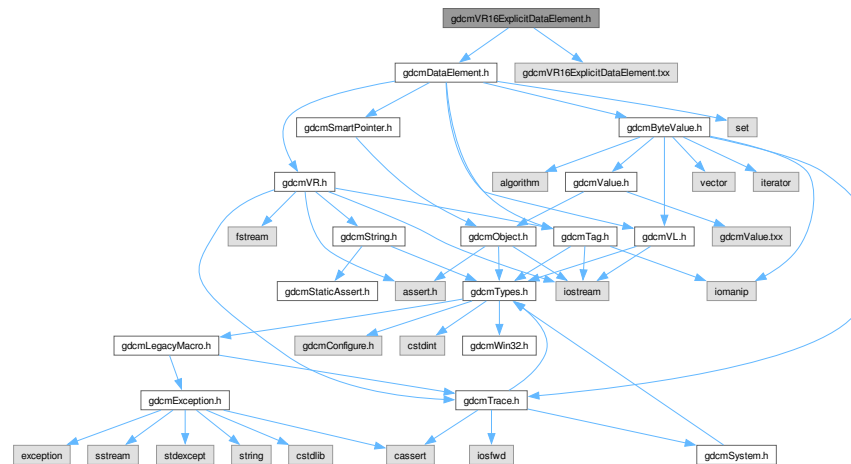 gdcmVR16ExplicitDataElement.h
gdcmDataElement.h
gdcmVR16ExplicitDataElement.txx
gdcmSmartPointer.h
gdcmByteValue.h
set
gdcmVR.h
algorithm
gdcmValue.h
vector
iterator
fstream
gdcmString.h
gdcmObject.h
gdcmTag.h
gdcmVL.h
gdcmValue.txx
gdcmStaticAssert.h
assert.h
gdcmTypes.h
iostream
iomanip
gdcmLegacyMacro.h
gdcmConfigure.h
cstdint
gdcmWin32.h
gdcmException.h
gdcmTrace.h
exception
sstream
stdexcept
string
cstdlib
cassert
iosfwd
gdcmSystem.h